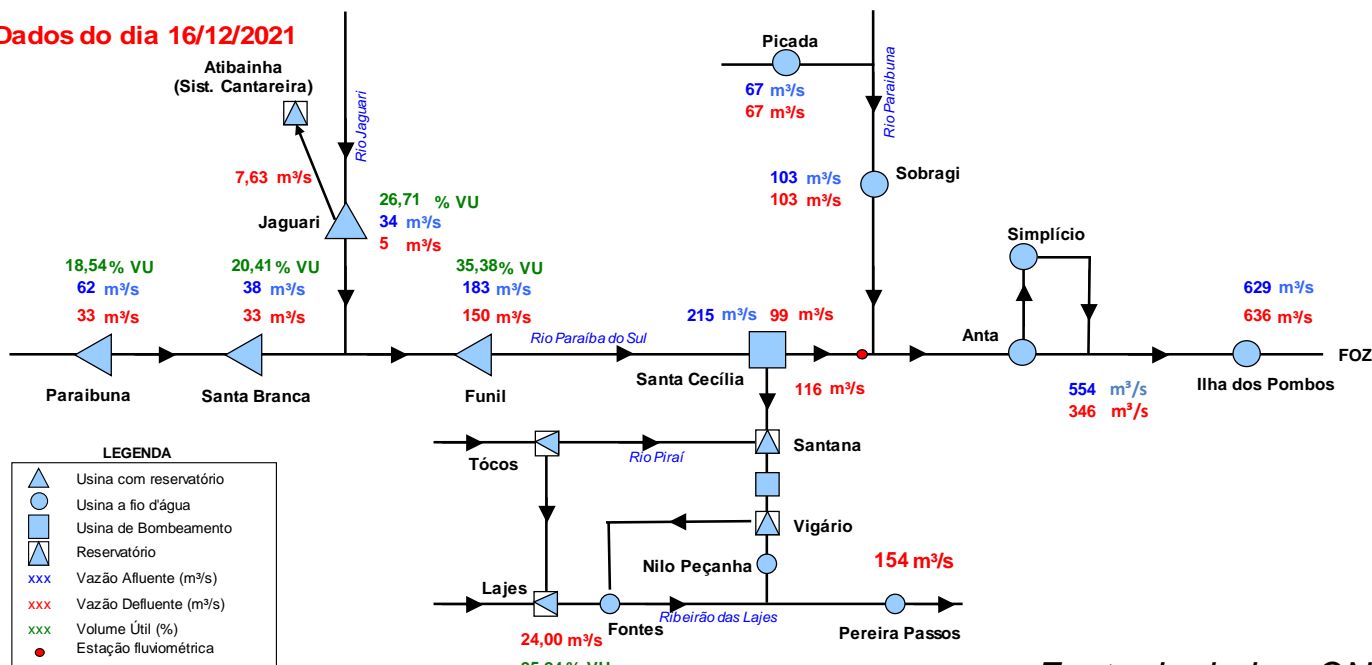 Dados do dia 16/12/2021
Atibainha
(Sist. Cantareira)
Rio Jaguari
7,63 m³/s
Jaguari
26,71 % VU
34 m³/s
5 m³/s
Picada
67 m³/s
67 m³/s
Rio Paraibuna
103 m³/s
103 m³/s
Sobragi
18,54% VU
62 m³/s
33 m³/s
Paraibuna
20,41% VU
38 m³/s
33 m³/s
Santa Branca
35,38% VU
183 m³/s
150 m³/s
Funil
Rio Paraíba do Sul
215 m³/s 99 m³/s
Santa Cecília
116 m³/s
Simplício
Anta
554 m³/s
346 m³/s
629 m³/s
636 m³/s
Ilha dos Pombos
FOZ
Tócos
Rio Piraí
Santana
Vigário
Nilo Peçanha
154 m³/s
Lajes
24,00 m³/s
Fontes
Ribeirão das Lajes
Pereira Passos
LEGENDA
Usina com reservatório
Usina a fio d'água
Usina de Bombeamento
Reservatório
xxx Vazão Afluente (m³/s)
xxx Vazão Defluente (m³/s)
xxx Volume Útil (%)
Estação fluviométrica